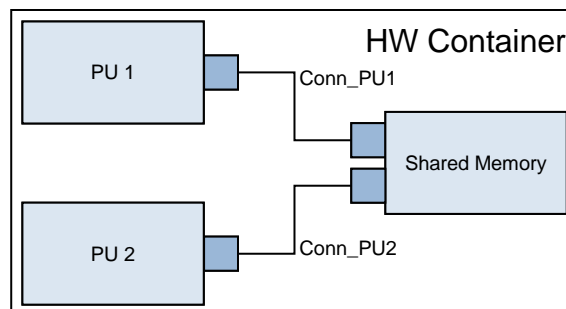 HW Container
PU 1
Conn_PU1
Shared Memory
PU 2
Conn_PU2